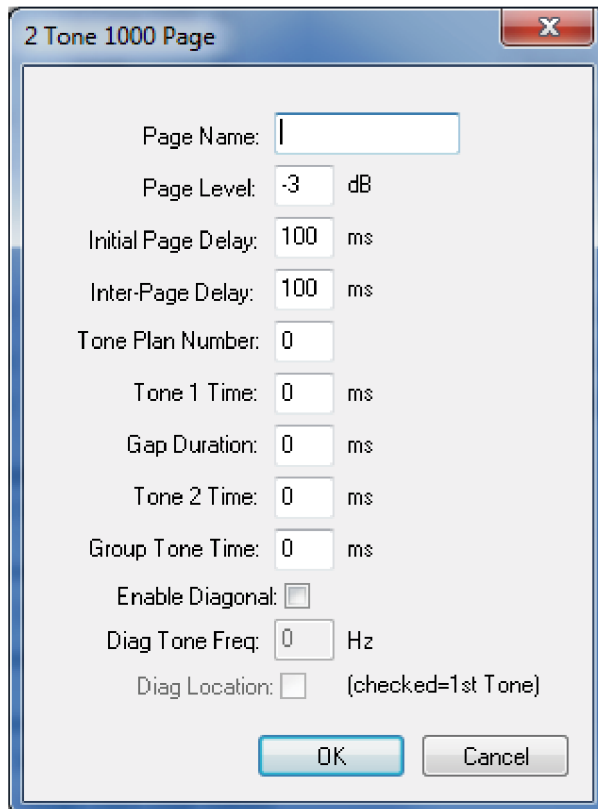 2 Tone 1000 Page
Page Name:
Page Level: -3 dB
Initial Page Delay: 100 ms
Inter-Page Delay: 100 ms
Tone Plan Number: 0
Tone 1 Time: 0 ms
Gap Duration: 0 ms
Tone 2 Time: 0 ms
Group Tone Time: 0 ms
Enable Diagonal:
Diag Tone Freq: 0 Hz
Diag Location: (checked=1st Tone)
OK Cancel